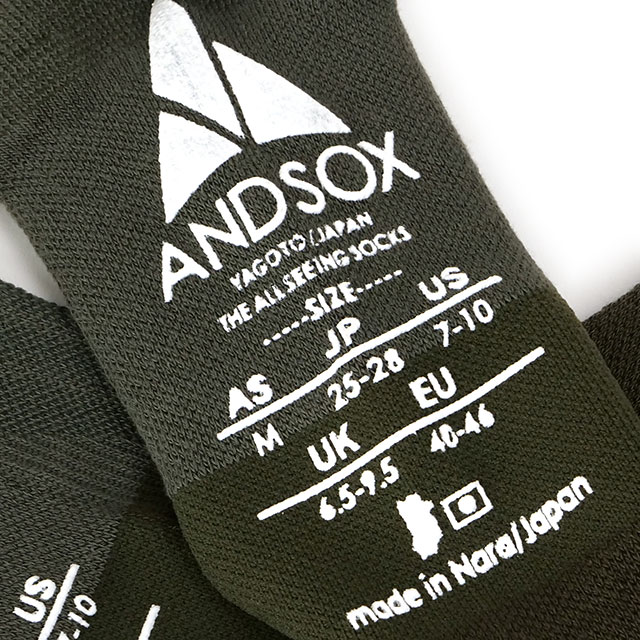 ANDSOX
YAGOTO/JAPAN
THE ALL SEEING SOCKS
-----SIZE-----
AS JP US
M 25-28 7-10
UK EU
6.5-9.5 40-46
made in Nara/Japan
US
7-10